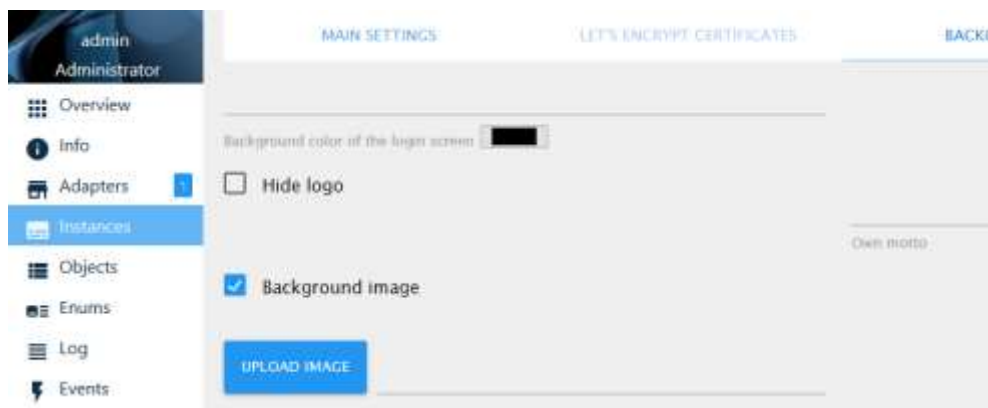 admin
Administrator
MAIN SETTINGS
LET'S ENCRYPT CERTIFICATES
BACK
Overview
Info
Adapters
1
Instances
Objects
Enums
Log
Events
Background color of the login screen
Hide logo
Own motto
Background image
UPLOAD IMAGE